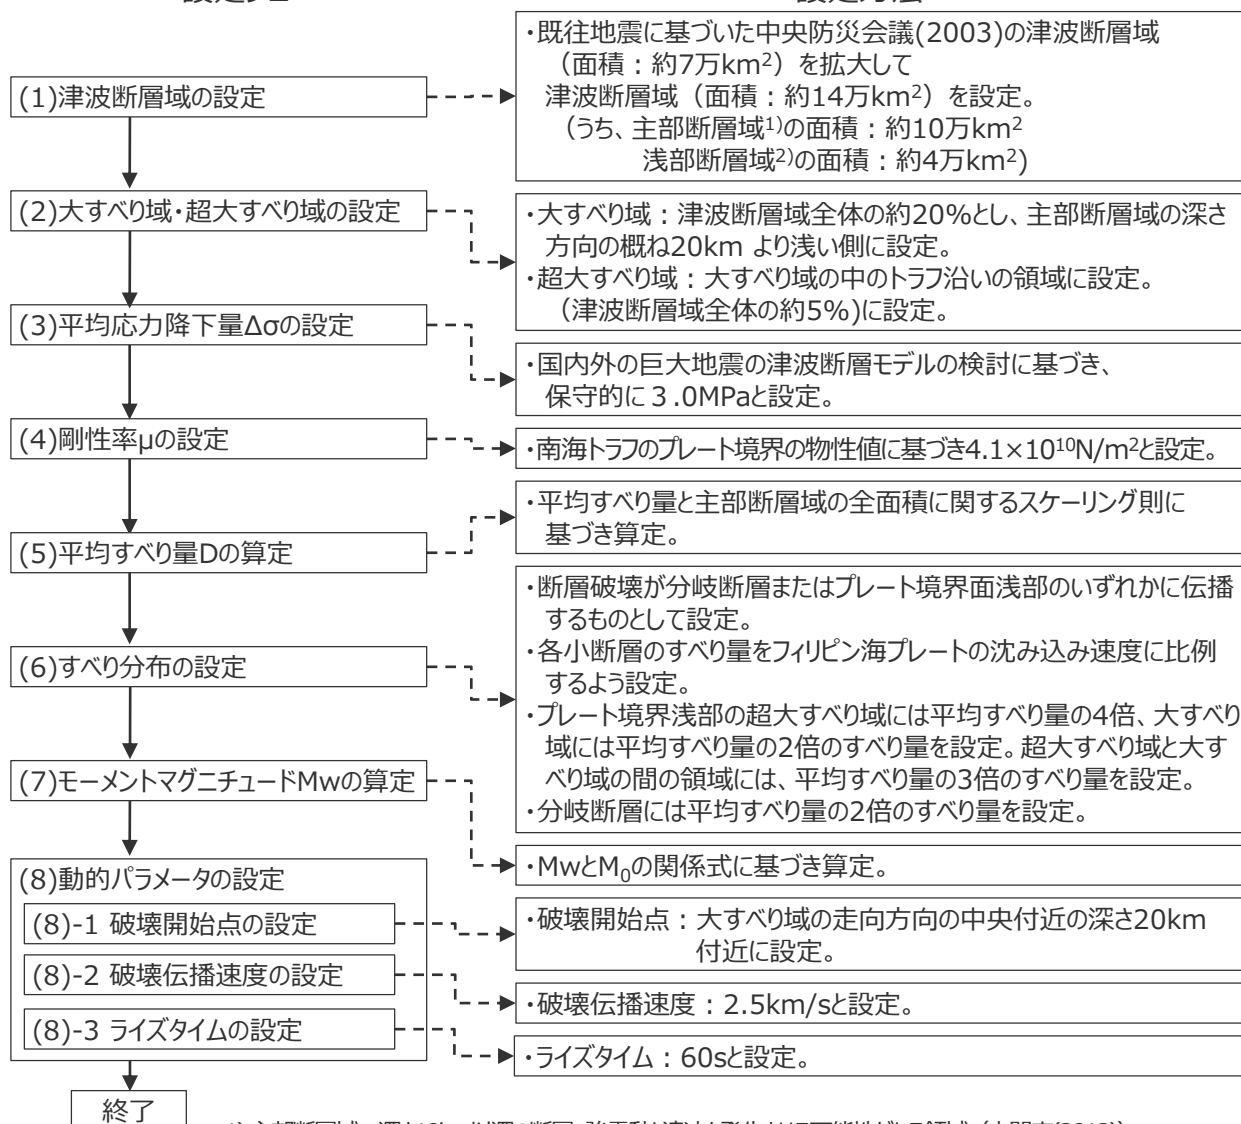 (1)津波断層域の設定
・既往地震に基づいた中央防災会議(2003)の津波断層域
（面積：約7万km²）を拡大して
津波断層域（面積：約14万km²）を設定。
（うち、主部断層域¹⁾の面積：約10万km²
浅部断層域²⁾の面積：約4万km²)
(2)大すべり域・超大すべり域の設定
・大すべり域：津波断層域全体の約20%とし、主部断層域の深さ
方向の概ね20km より浅い側に設定。
・超大すべり域：大すべり域の中のトラフ沿いの領域に設定。
（津波断層域全体の約5%)に設定。
(3)平均応力降下量Δσの設定
・国内外の巨大地震の津波断層モデルの検討に基づき、
保守的に３.0MPaと設定。
(4)剛性率μの設定
・南海トラフのプレート境界の物性値に基づき4.1×10¹⁰N/m²と設定。
(5)平均すべり量Dの算定
・平均すべり量と主部断層域の全面積に関するスケーリング則に
基づき算定。
(6)すべり分布の設定
・断層破壊が分岐断層またはプレート境界面浅部のいずれかに伝播
するものとして設定。
・各小断層のすべり量をフィリピン海プレートの沈み込み速度に比例
するよう設定。
・プレート境界浅部の超大すべり域には平均すべり量の4倍、大すべり
域には平均すべり量の2倍のすべり量を設定。超大すべり域と大す
べり域の間の領域には、平均すべり量の3倍のすべり量を設定。
・分岐断層には平均すべり量の2倍のすべり量を設定。
(7)モーメントマグニチュードMwの算定
・MwとM₀の関係式に基づき算定。
(8)動的パラメータの設定
(8)-1 破壊開始点の設定
・破壊開始点：大すべり域の走向方向の中央付近の深さ20km
付近に設定。
(8)-2 破壊伝播速度の設定
・破壊伝播速度：2.5km/sと設定。
(8)-3 ライズタイムの設定
・ライズタイム：60sと設定。
終了